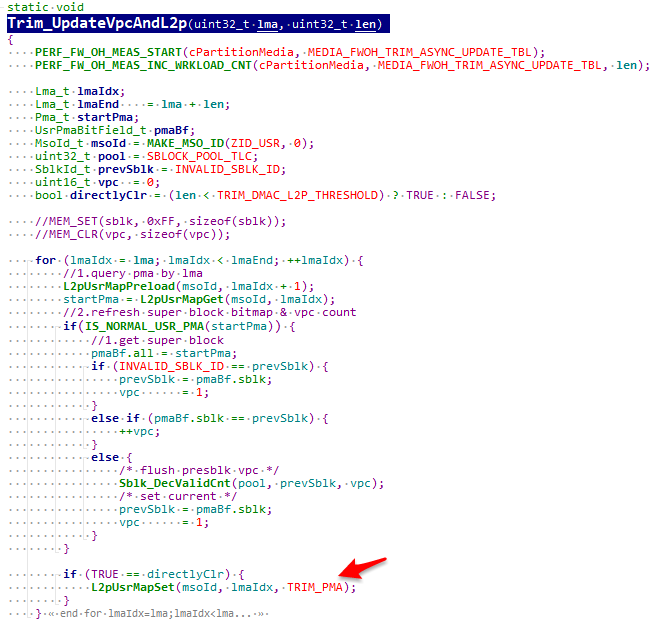 static void
Trim_UpdateVpcAndL2p(uint32_t lma, uint32_t len)
{
    PERF_FW_OH_MEAS_START(cPartitionMedia, MEDIA_FWOH_TRIM_ASYNC_UPDATE_TBL);
    PERF_FW_OH_MEAS_INC_WRKLOAD_CNT(cPartitionMedia, MEDIA_FWOH_TRIM_ASYNC_UPDATE_TBL, len);

    Lma_t lmaIdx;
    Lma_t lmaEnd    = lma + len;
    Pma_t startPma;
    UsrPmaBitField_t pmaBf;
    MsoId_t msoId = MAKE_MSO_ID(ZID_USR, 0);
    uint32_t pool = SBLOCK_POOL_TLC;
    SblkId_t prevSblk = INVALID_SBLK_ID;
    uint16_t vpc  = 0;
    bool directlyClr = (len < TRIM_DMAC_L2P_THRESHOLD) ? TRUE : FALSE;

    //MEM_SET(sblk, 0xFF, sizeof(sblk));
    //MEM_CLR(vpc, sizeof(vpc));

    for (lmaIdx = lma; lmaIdx < lmaEnd; ++lmaIdx) {
        //1.query pma by lma
        L2pUsrMapPreload(msoId, lmaIdx + 1);
        startPma = L2pUsrMapGet(msoId, lmaIdx);
        //2.refresh super block bitmap & vpc count
        if(IS_NORMAL_USR_PMA(startPma)) {
            //1.get super block
            pmaBf.all = startPma;
            if (INVALID_SBLK_ID == prevSblk) {
                prevSblk = pmaBf.sblk;
                vpc      = 1;
            }
            else if (pmaBf.sblk == prevSblk) {
                ++vpc;
            }
            else {
                /* flush presblk vpc */
                Sblk_DecValidCnt(pool, prevSblk, vpc);
                /* set current */
                prevSblk = pmaBf.sblk;
                vpc      = 1;
            }
        }

        if (TRUE == directlyClr) {
            L2pUsrMapSet(msoId, lmaIdx, TRIM_PMA);
        }
    } « end for lmaIdx=lma;lmaIdx<lma... »